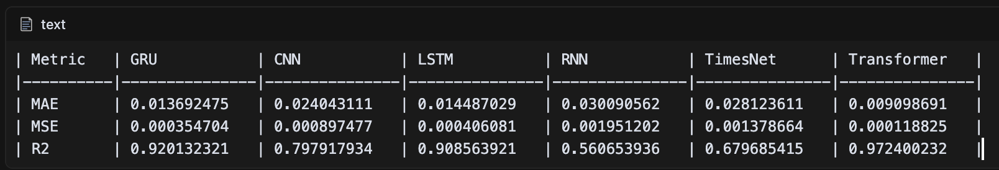 text
| Metric   | GRU           | CNN           | LSTM          | RNN           | TimesNet      | Transformer   |
|----------|---------------|---------------|---------------|---------------|---------------|---------------|
| MAE      | 0.013692475   | 0.024043111   | 0.014487029   | 0.030090562   | 0.028123611   | 0.009098691   |
| MSE      | 0.000354704   | 0.000897477   | 0.000406081   | 0.001951202   | 0.001378664   | 0.000118825   |
| R2       | 0.920132321   | 0.797917934   | 0.908563921   | 0.560653936   | 0.679685415   | 0.972400232   |